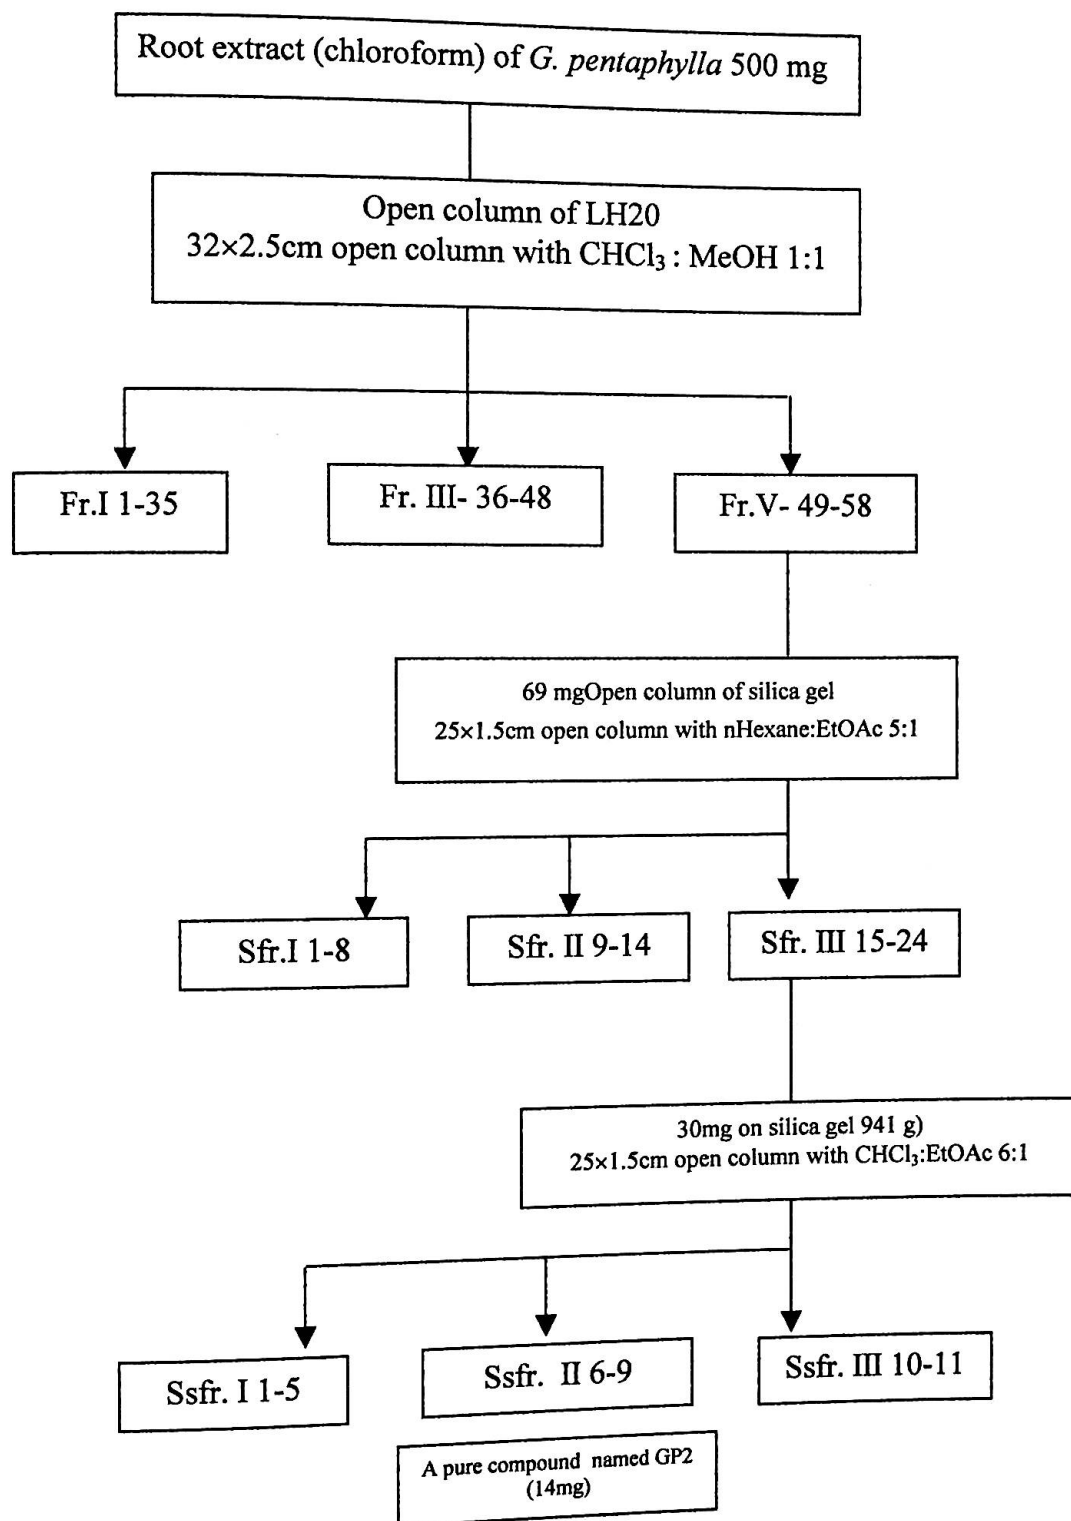 Root extract (chloroform) of G. pentaphylla 500 mg
Open column of LH20
32×2.5cm open column with CHCl₃ : MeOH 1:1
Fr.I 1-35
Fr. III- 36-48
Fr.V- 49-58
69 mgOpen column of silica gel
25×1.5cm open column with nHexane:EtOAc 5:1
Sfr.I 1-8
Sfr. II 9-14
Sfr. III 15-24
30mg on silica gel 941 g)
25×1.5cm open column with CHCl₃:EtOAc 6:1
Ssfr. I 1-5
Ssfr. II 6-9
Ssfr. III 10-11
A pure compound named GP2
(14mg)